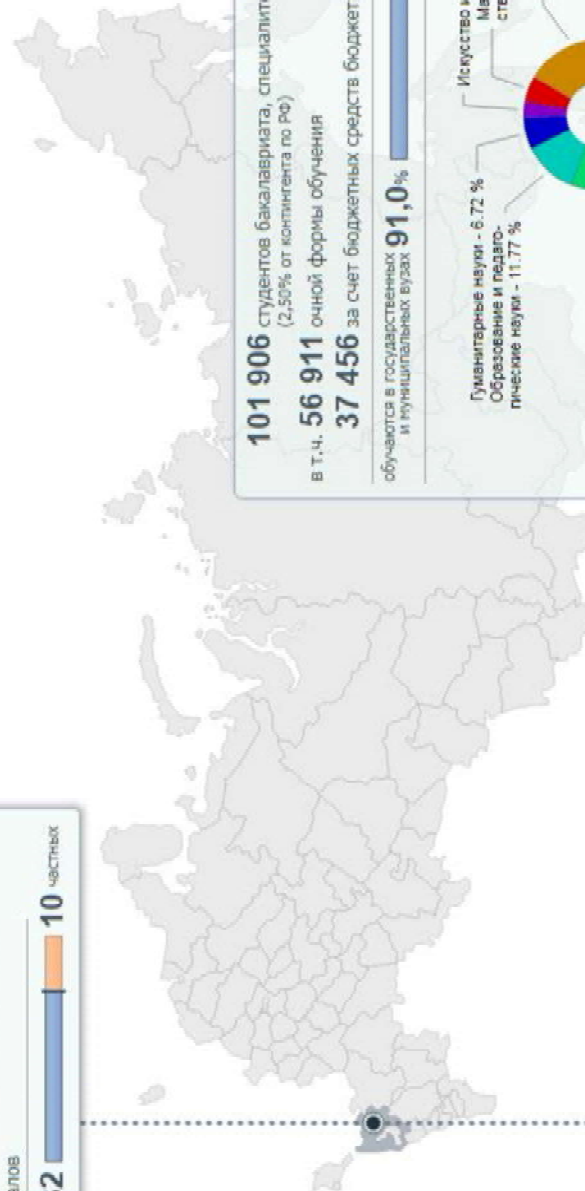 101 906 студентов бакалавриата, специалит
(2,50% от контингента по РФ)
в т.ч. 56 911 очной формы обучения
37 456 за счет бюджетных средств бюджет
обучаются в государственных
и муниципальных вузах 91,0%
Искусство и
Ма
ств
Гуманитарные науки - 6.72 %
Образование и педаго-
гические науки - 11.77 %
10 частных